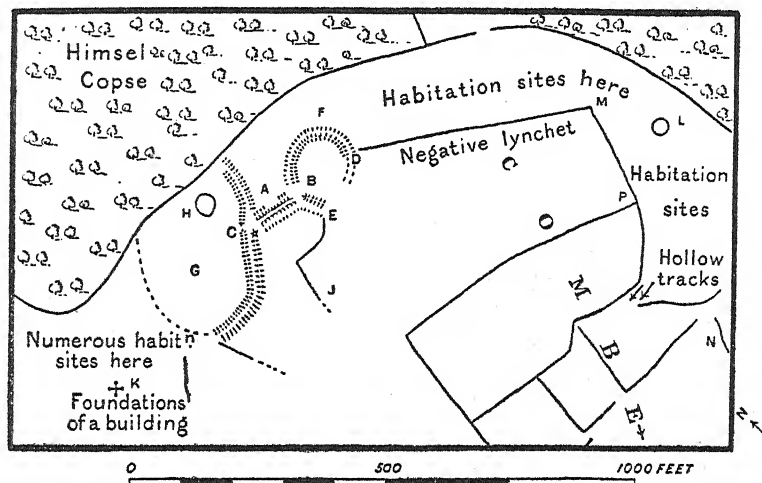 Himsel
Copse
Habitation sites here
M
L
F
Negative lynchet
D
C
A
B
Habitation
sites
H
E
P
O
C
G
Hollow
tracks
J
M
Numerous habit n
sites here
B
N
K
Foundations
of a building
E
N
0 500 1000 FEET